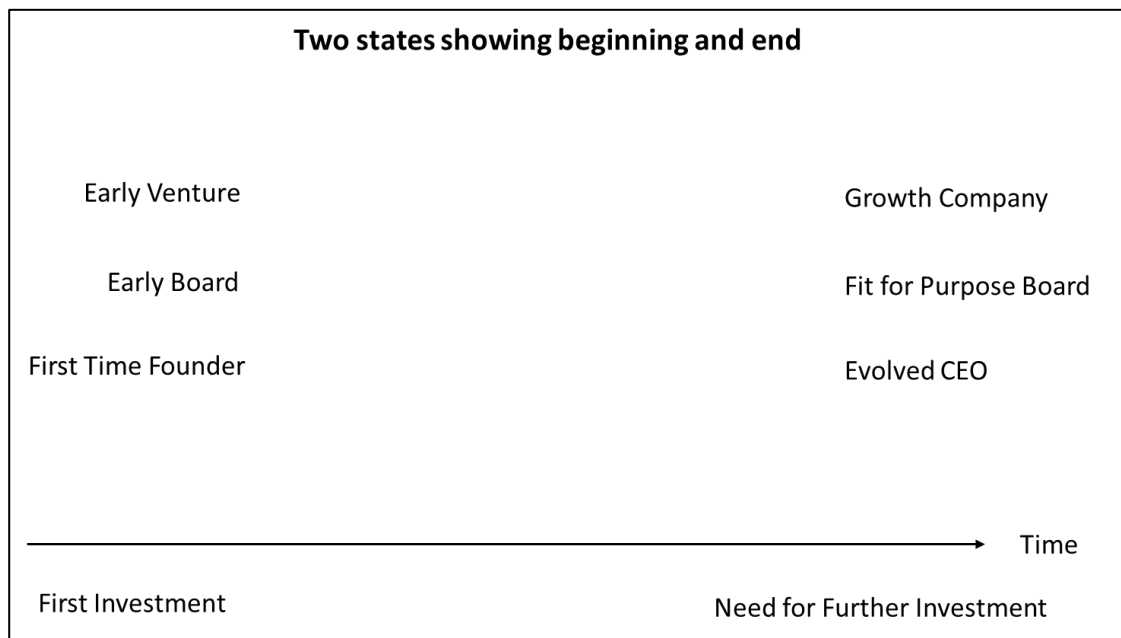 Two states showing beginning and end
Early Venture
Growth Company
Early Board
Fit for Purpose Board
First Time Founder
Evolved CEO
Time
First Investment
Need for Further Investment